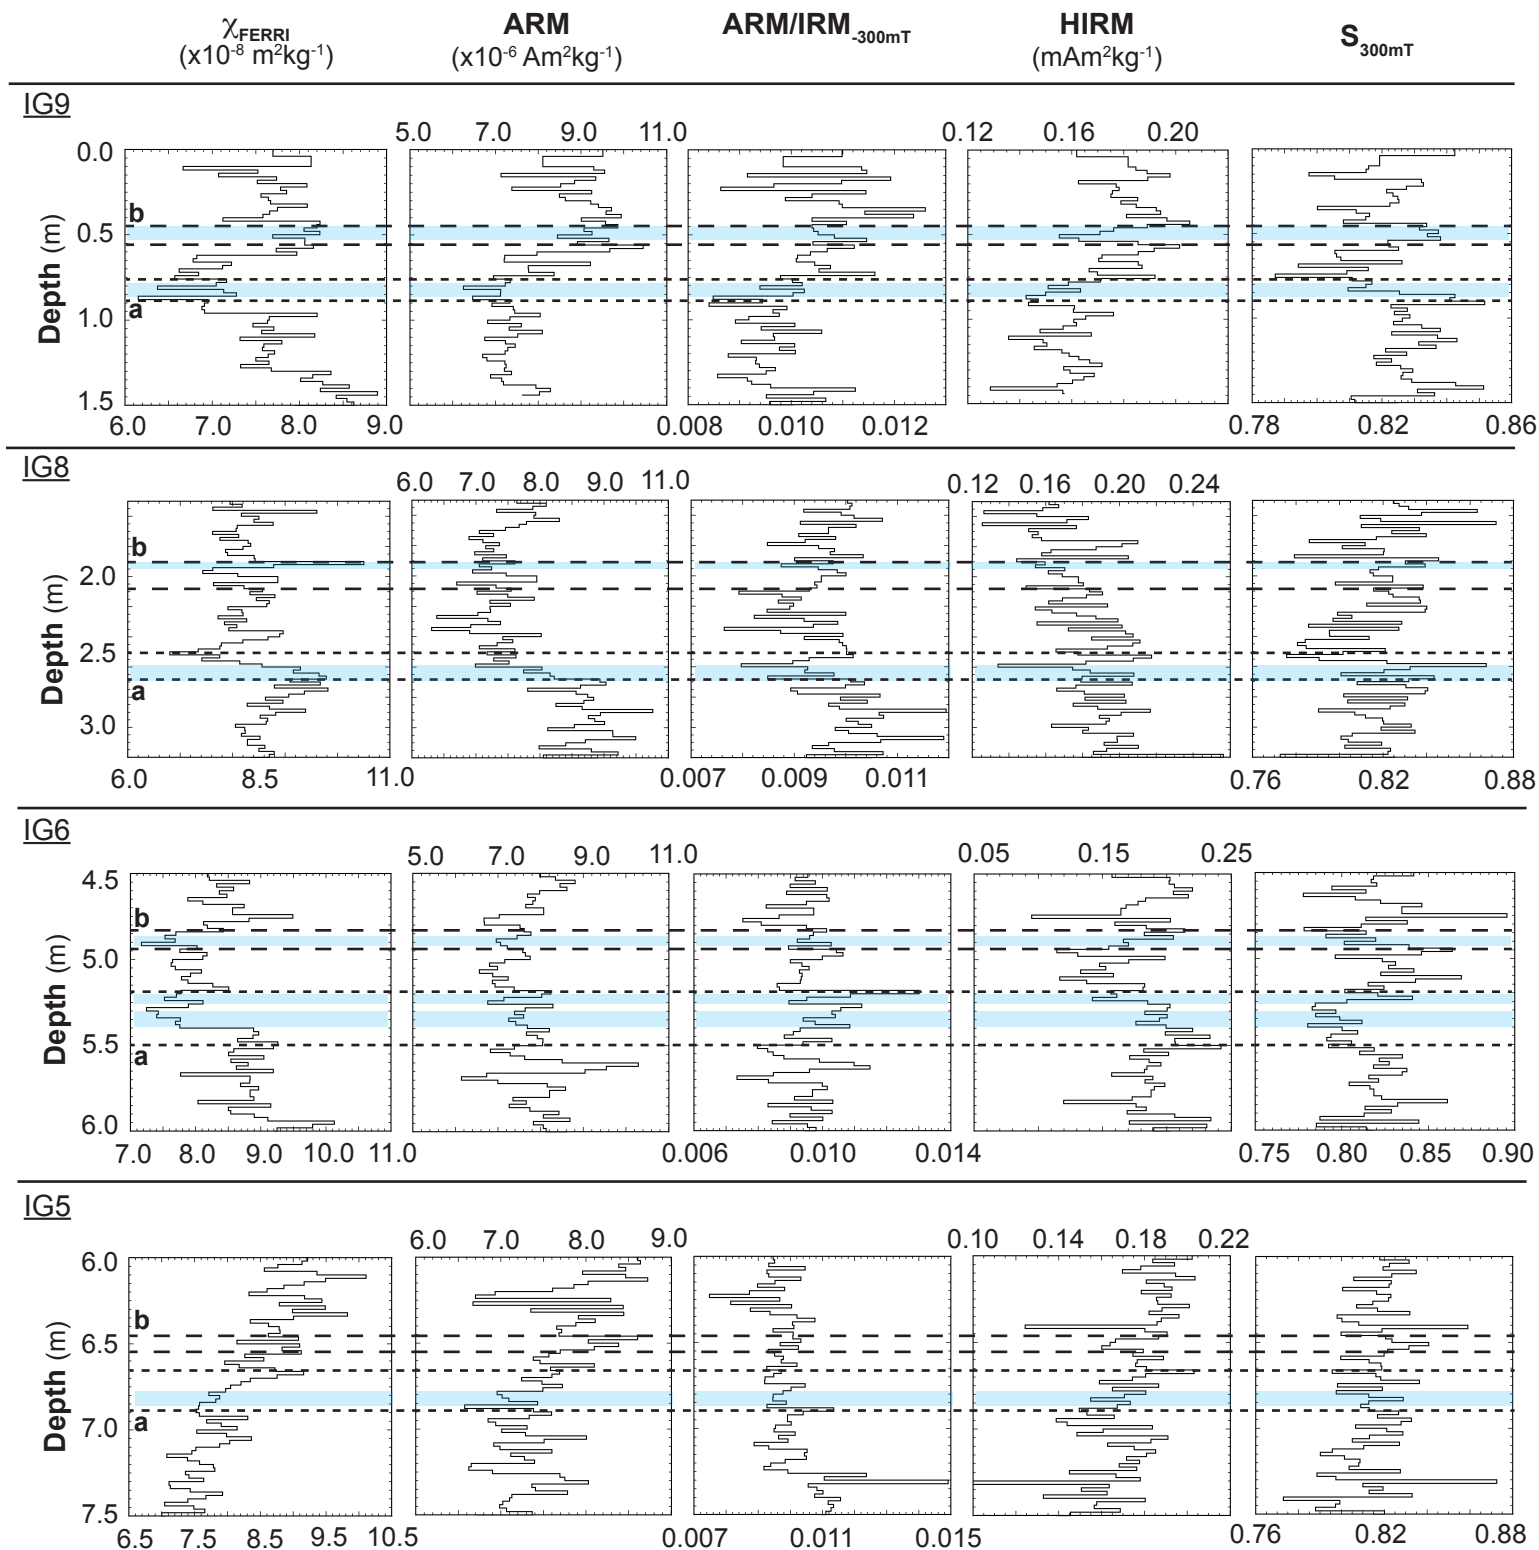 χFERRI ARM ARM/IRM-300mT HIRM S300mT
(x10-8 m2kg-1) (x10-6 Am2kg-1) (mAm2kg-1)
IG9
5.0 7.0 9.0 11.0 0.12 0.16 0.20
0.0
b
0.5
a
1.0
1.5
Depth (m)
6.0 7.0 8.0 9.0 0.008 0.010 0.012 0.78 0.82 0.86
IG8
6.0 7.0 8.0 9.0 11.0 0.12 0.16 0.20 0.24
b
2.0
2.5
a
3.0
Depth (m)
6.0 8.5 11.0 0.007 0.009 0.011 0.76 0.82 0.88
IG6
5.0 7.0 9.0 11.0 0.05 0.15 0.25
4.5
b
5.0
5.5
a
6.0
Depth (m)
7.0 8.0 9.0 10.0 11.0 0.006 0.010 0.014 0.75 0.80 0.85 0.90
IG5
6.0 7.0 8.0 9.0 0.10 0.14 0.18 0.22
6.0
b
6.5
a
7.0
7.5
Depth (m)
6.5 7.5 8.5 9.5 10.5 0.007 0.011 0.015 0.76 0.82 0.88